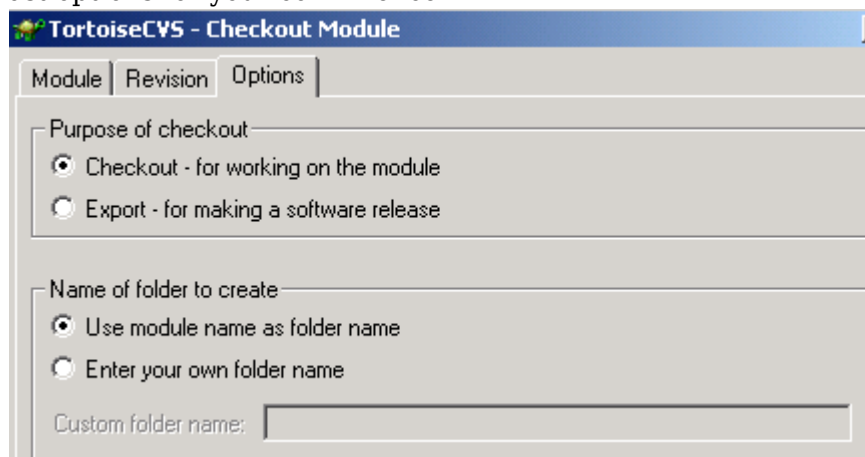 TortoiseCVS - Checkout Module
Module Revision Options
Purpose of checkout
Checkout - for working on the module
Export - for making a software release
Name of folder to create
Use module name as folder name
Enter your own folder name
Custom folder name: